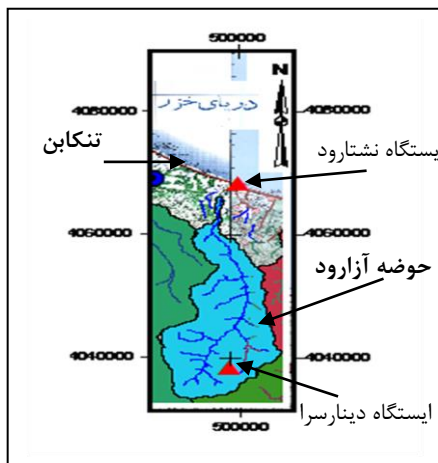 500000
N
4080000
4080000
دریای خزر
تنکابن
یستگاه نشتارود
4060000
4060000
حوضه آزارود
4040000
4040000
ایستگاه دینارسرا
500000